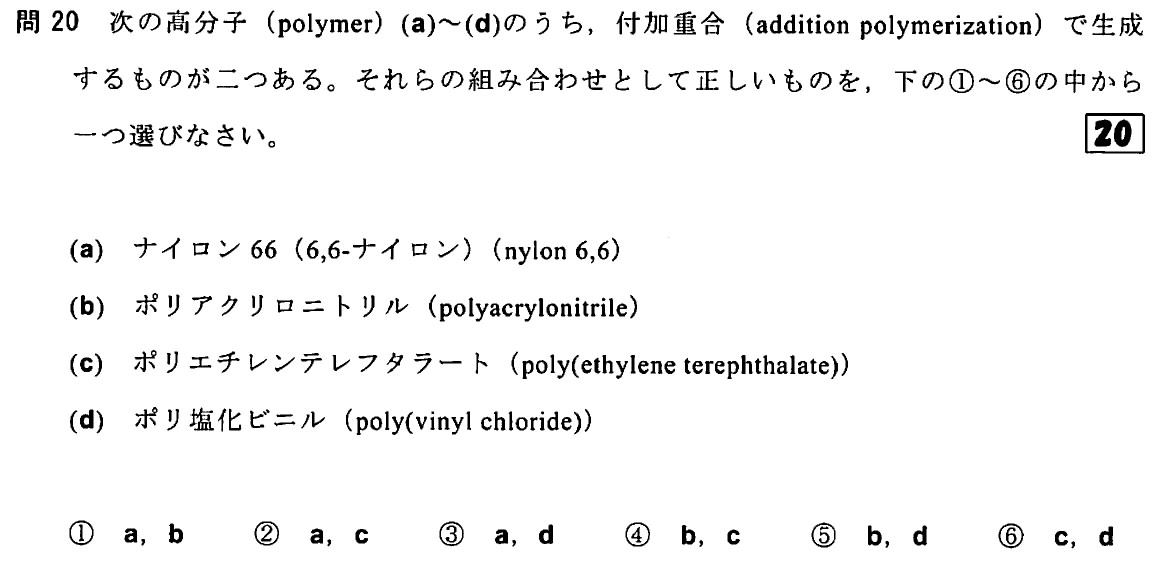 問 20 次の高分子（polymer）(a)〜(d)のうち，付加重合（addition polymerization）で生成
するものが二つある。それらの組み合わせとして正しいものを，下の①〜⑥の中から
一つ選びなさい。
20
(a) ナイロン 66（6,6-ナイロン）（nylon 6,6）
(b) ポリアクリロニトリル（polyacrylonitrile）
(c) ポリエチレンテレフタラート（poly(ethylene terephthalate)）
(d) ポリ塩化ビニル（poly(vinyl chloride)）
① a，b ② a，c ③ a，d ④ b，c ⑤ b，d ⑥ c，d